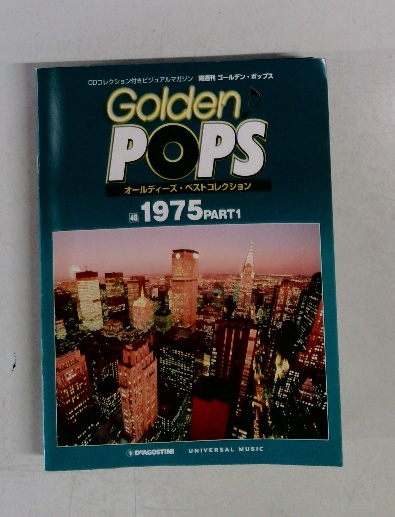 CDコレクション付きビジュアルマガジン 隔週刊 ゴールデン・ポップス
Golden
POPS
オールディーズ・ベストコレクション
48 1975 PART1
DeAGOSTINI UNIVERSAL MUSIC